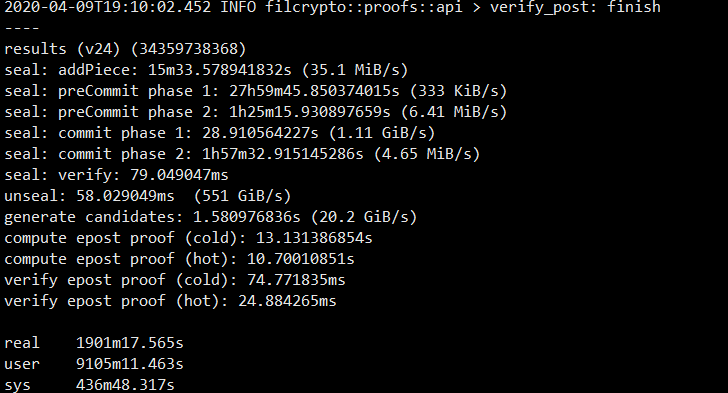 2020-04-09T19:10:02.452 INFO filcrypto::proofs::api > verify_post: finish
----
results (v24) (34359738368)
seal: addPiece: 15m33.578941832s (35.1 MiB/s)
seal: preCommit phase 1: 27h59m45.850374015s (333 KiB/s)
seal: preCommit phase 2: 1h25m15.930897659s (6.41 MiB/s)
seal: commit phase 1: 28.910564227s (1.11 GiB/s)
seal: commit phase 2: 1h57m32.915145286s (4.65 MiB/s)
seal: verify: 79.049047ms
unseal: 58.029049ms  (551 GiB/s)
generate candidates: 1.580976836s (20.2 GiB/s)
compute epost proof (cold): 13.131386854s
compute epost proof (hot): 10.70010851s
verify epost proof (cold): 74.771835ms
verify epost proof (hot): 24.884265ms
real    1901m17.565s
user    9105m11.463s
sys     436m48.317s